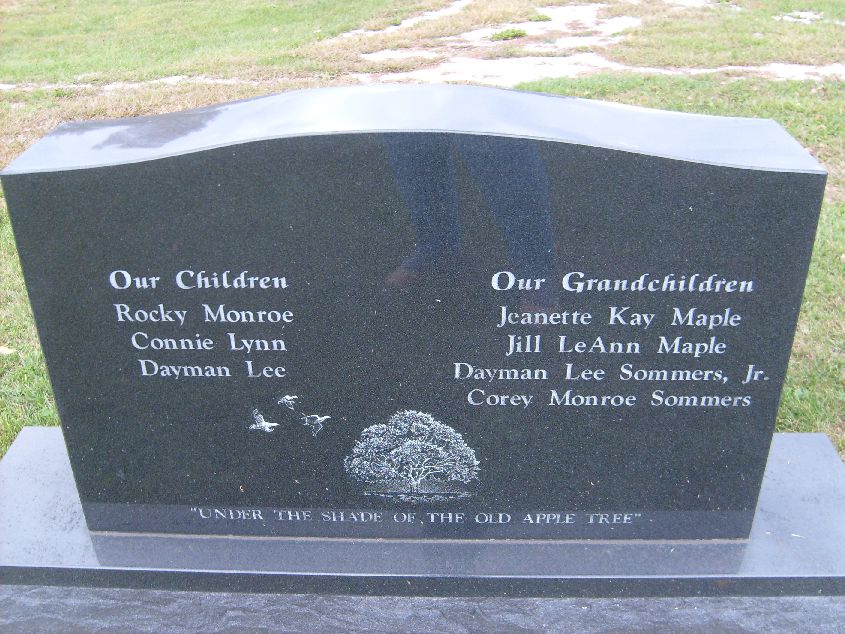 Our Children
Rocky Monroe
Connie Lynn
Dayman Lee
Our Grandchildren
Jeanette Kay Maple
Jill LeAnn Maple
Dayman Lee Sommers, Jr.
Corey Monroe Sommers
"UNDER THE SHADE OF THE OLD APPLE TREE"